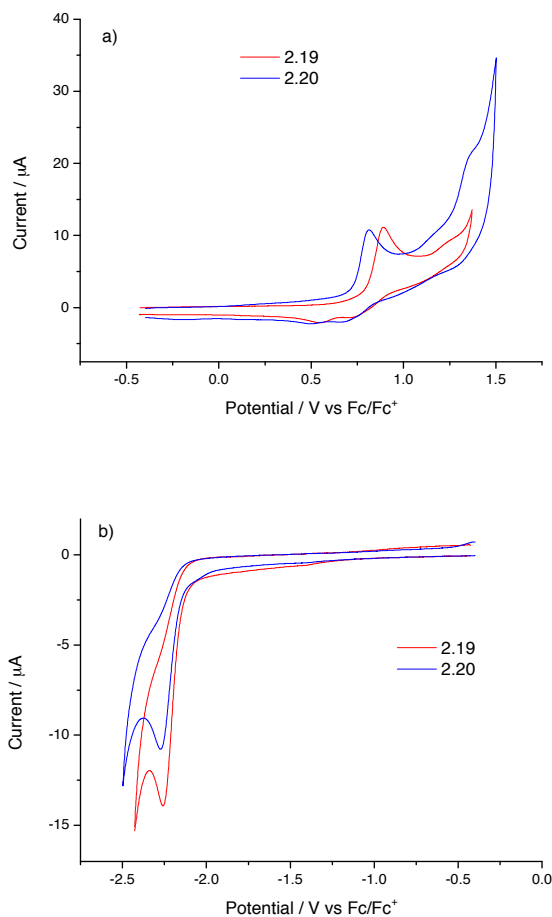 a)
2.19
2.20
40
30
20
10
0
Current / μA
-0.5 0.0 0.5 1.0 1.5
Potential / V vs Fc/Fc⁺
b)
2.19
2.20
0
-5
-10
-15
Current / μA
-2.5 -2.0 -1.5 -1.0 -0.5 0.0
Potential / V vs Fc/Fc⁺